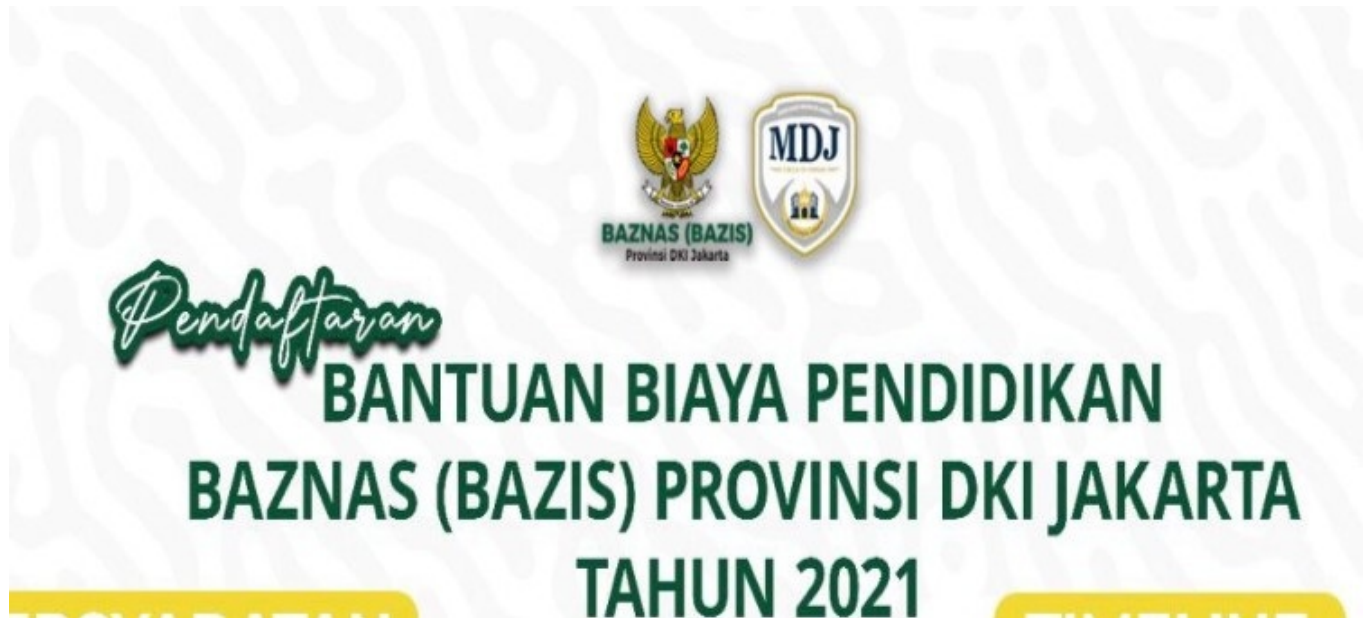 MDJ
BAZNAS (BAZIS)
Provinsi DKI Jakarta
Pendaftaran
BANTUAN BIAYA PENDIDIKAN
BAZNAS (BAZIS) PROVINSI DKI JAKARTA
TAHUN 2021